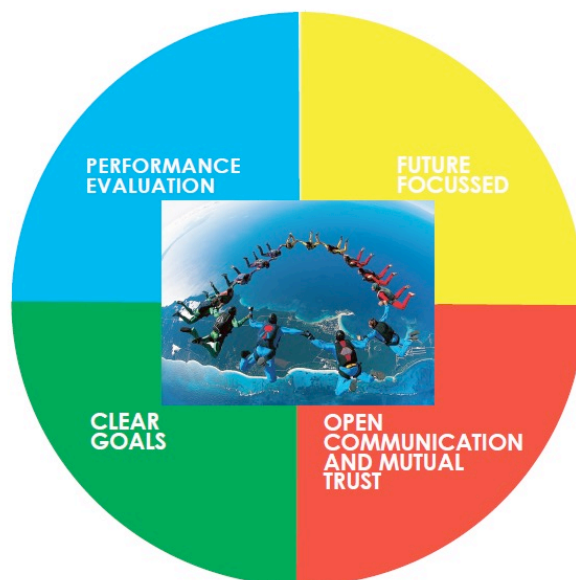 PERFORMANCE
EVALUATION
FUTURE
FOCUSSED
CLEAR
GOALS
OPEN
COMMUNICATION
AND MUTUAL
TRUST